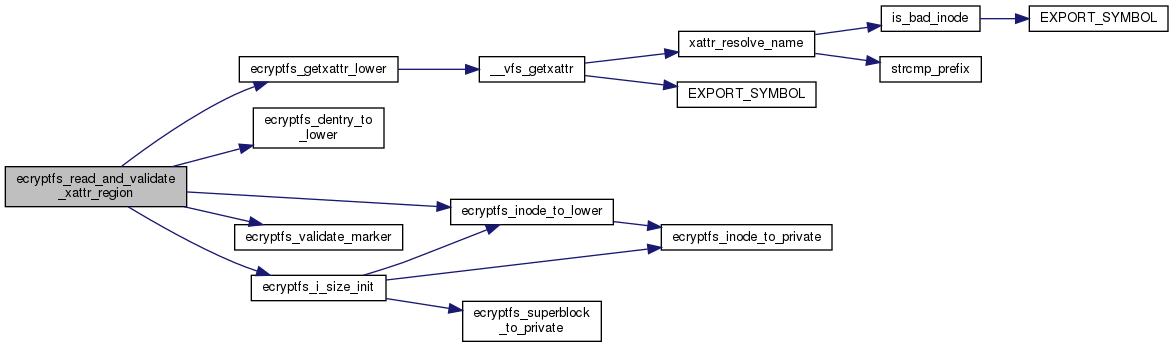 is_bad_inode
EXPORT_SYMBOL
xattr_resolve_name
ecryptfs_getxattr_lower
__vfs_getxattr
strcmp_prefix
EXPORT_SYMBOL
ecryptfs_dentry_to
_lower
ecryptfs_read_and_validate
_xattr_region
ecryptfs_inode_to_lower
ecryptfs_validate_marker
ecryptfs_inode_to_private
ecryptfs_i_size_init
ecryptfs_superblock
_to_private